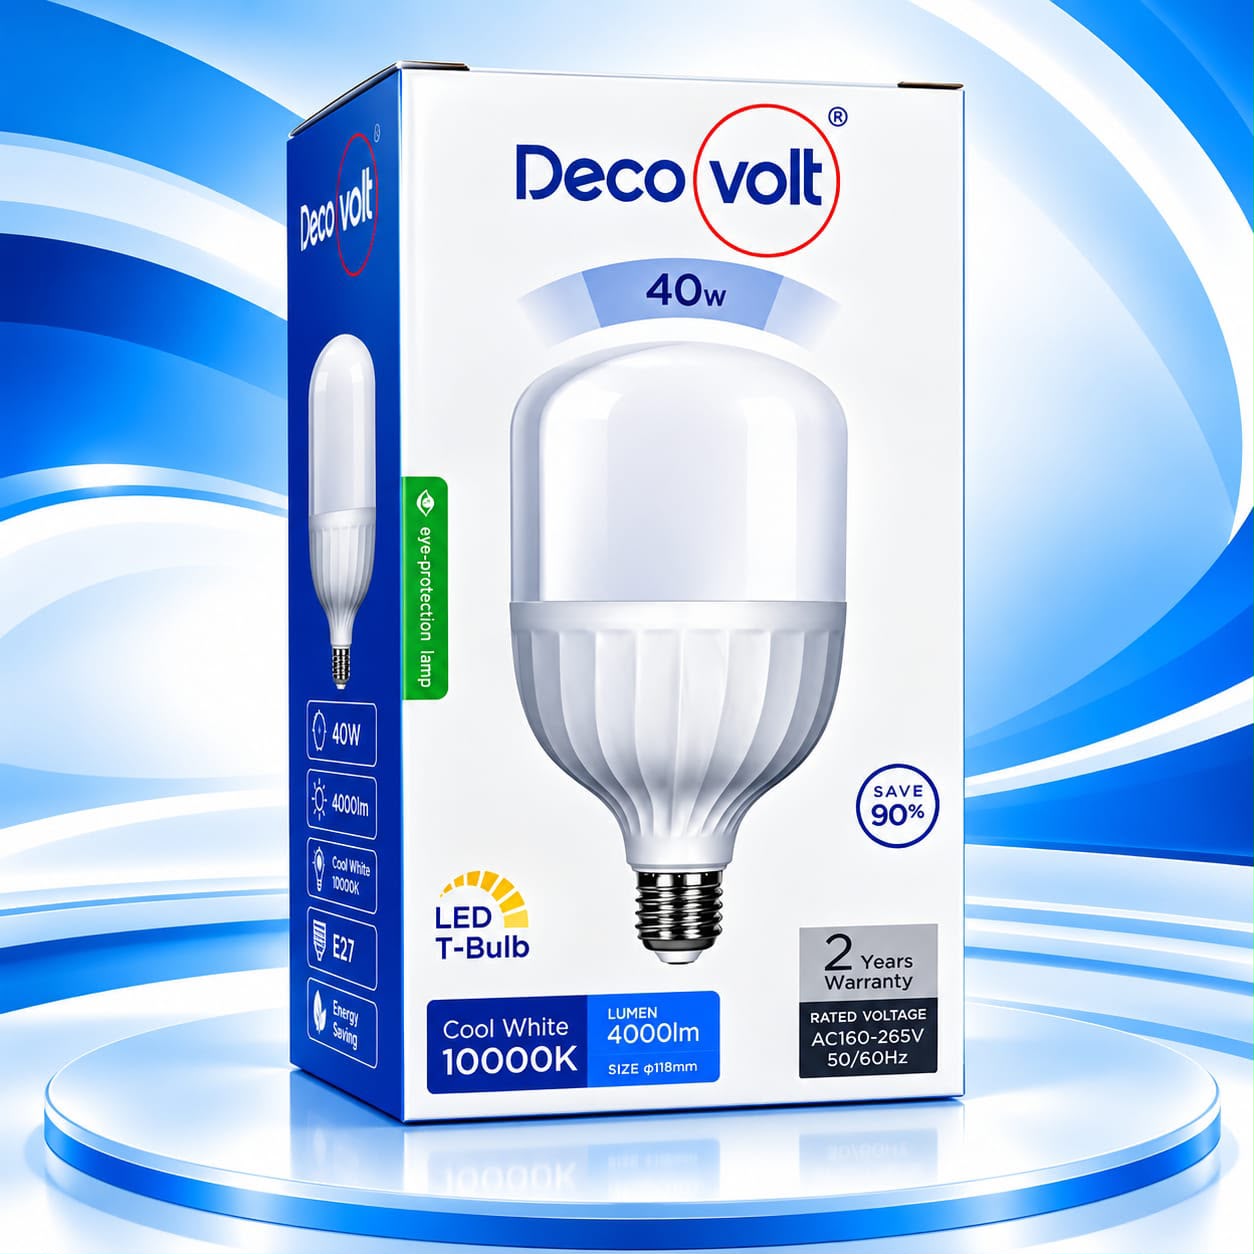 Deco volt ®
40w
eye-protection lamp
SAVE
90%
LED
T-Bulb
Cool White
10000K
LUMEN
4000lm
SIZE φ118mm
2 Years
Warranty
RATED VOLTAGE
AC160-265V
50/60Hz
Deco volt
40W
4000lm
Cool White
10000K
E27
Energy
Saving